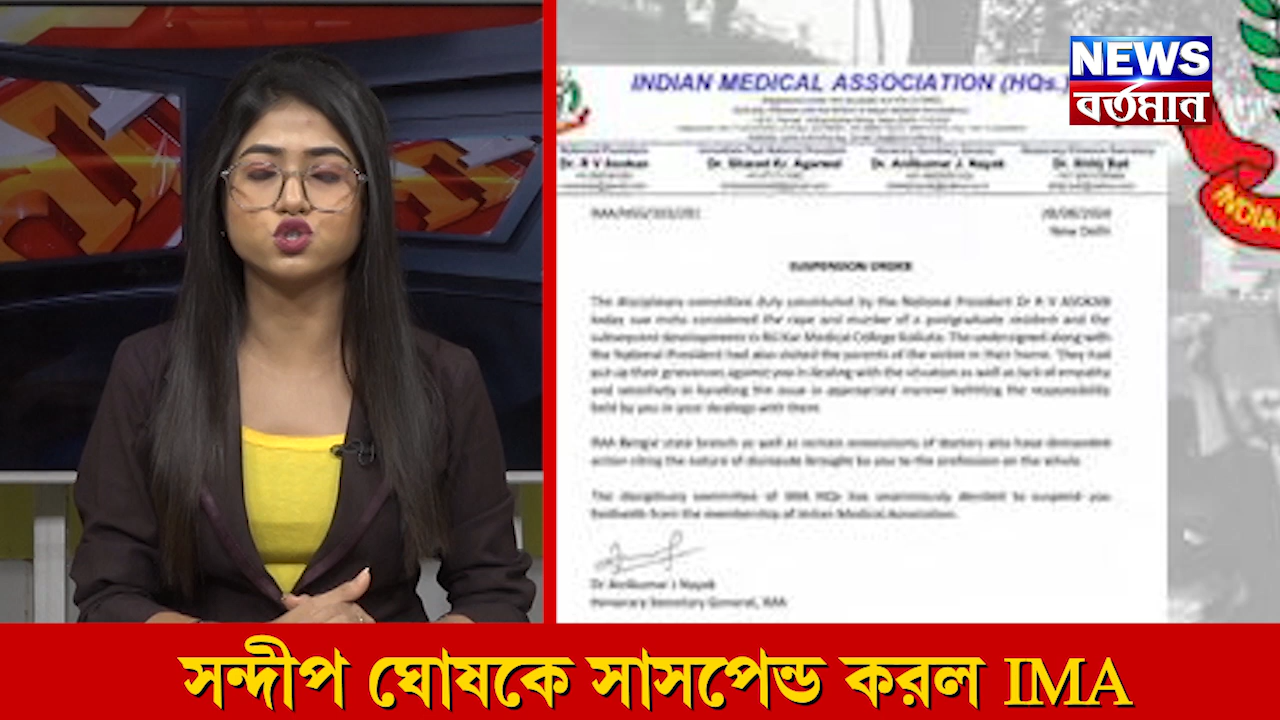 NEWS
বর্তমান
INDIAN MEDICAL ASSOCIATION (HQs.)
Dr. R V Asokan Dr. Sharad Kr. Agarwal Dr. Anilkumar J. Nayak
New Delhi
SUSPENSION ORDER
The disciplinary committee duly constituted by the National President Dr R V ASOKAN
today suo motu considered the rape and murder of a postgraduate resident and the
subsequent developments in RG Kar Medical College Kolkata. The undersigned along with
the National President had also visited the parents of the victim in their home. They had
put up their grievances against you in dealing with the situation as well as lack of empathy
and sensitivity in handling the issue in appropriate manner befitting the responsibility
held by you in your dealings with them.
IMA Bengal state branch as well as certain associations of doctors also have demanded
action citing the nature of disrepute brought by you to the profession on the whole.
The disciplinary committee of IMA HQs has unanimously decided to suspend you
forthwith from the membership of Indian Medical Association.
Dr Anilkumar J Nayak
Honorary Secretary General, IMA
INDIA
সন্দীপ ঘোষকে সাসপেন্ড করল IMA